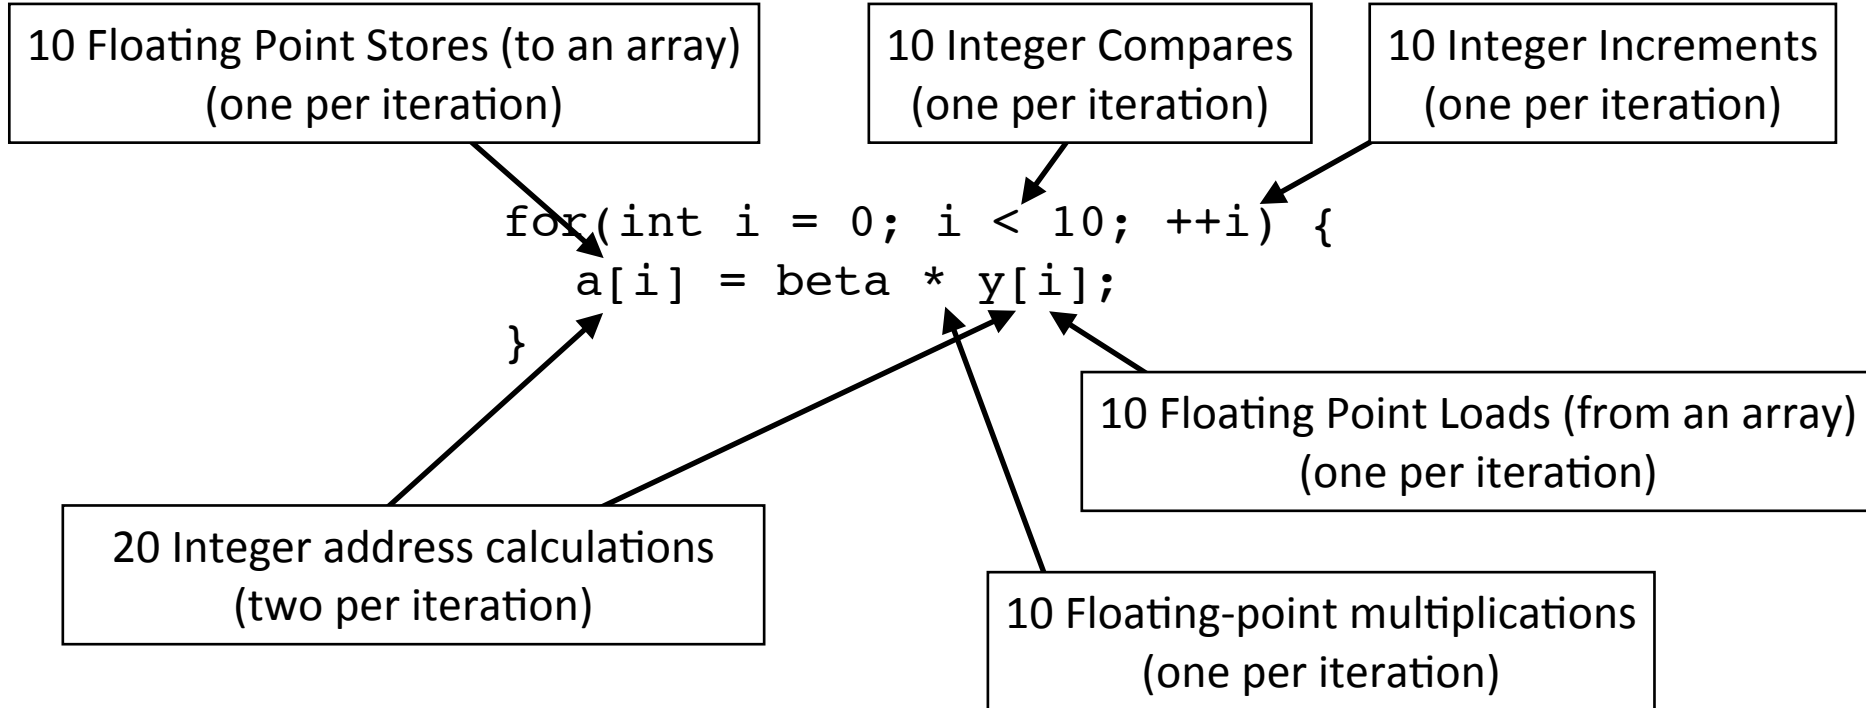 10 Floating Point Stores (to an array)
(one per iteration)
10 Integer Compares
(one per iteration)
10 Integer Increments
(one per iteration)
for(int i = 0; i < 10; ++i) {
a[i] = beta * y[i];
}
10 Floating Point Loads (from an array)
(one per iteration)
20 Integer address calculations
(two per iteration)
10 Floating-point multiplications
(one per iteration)